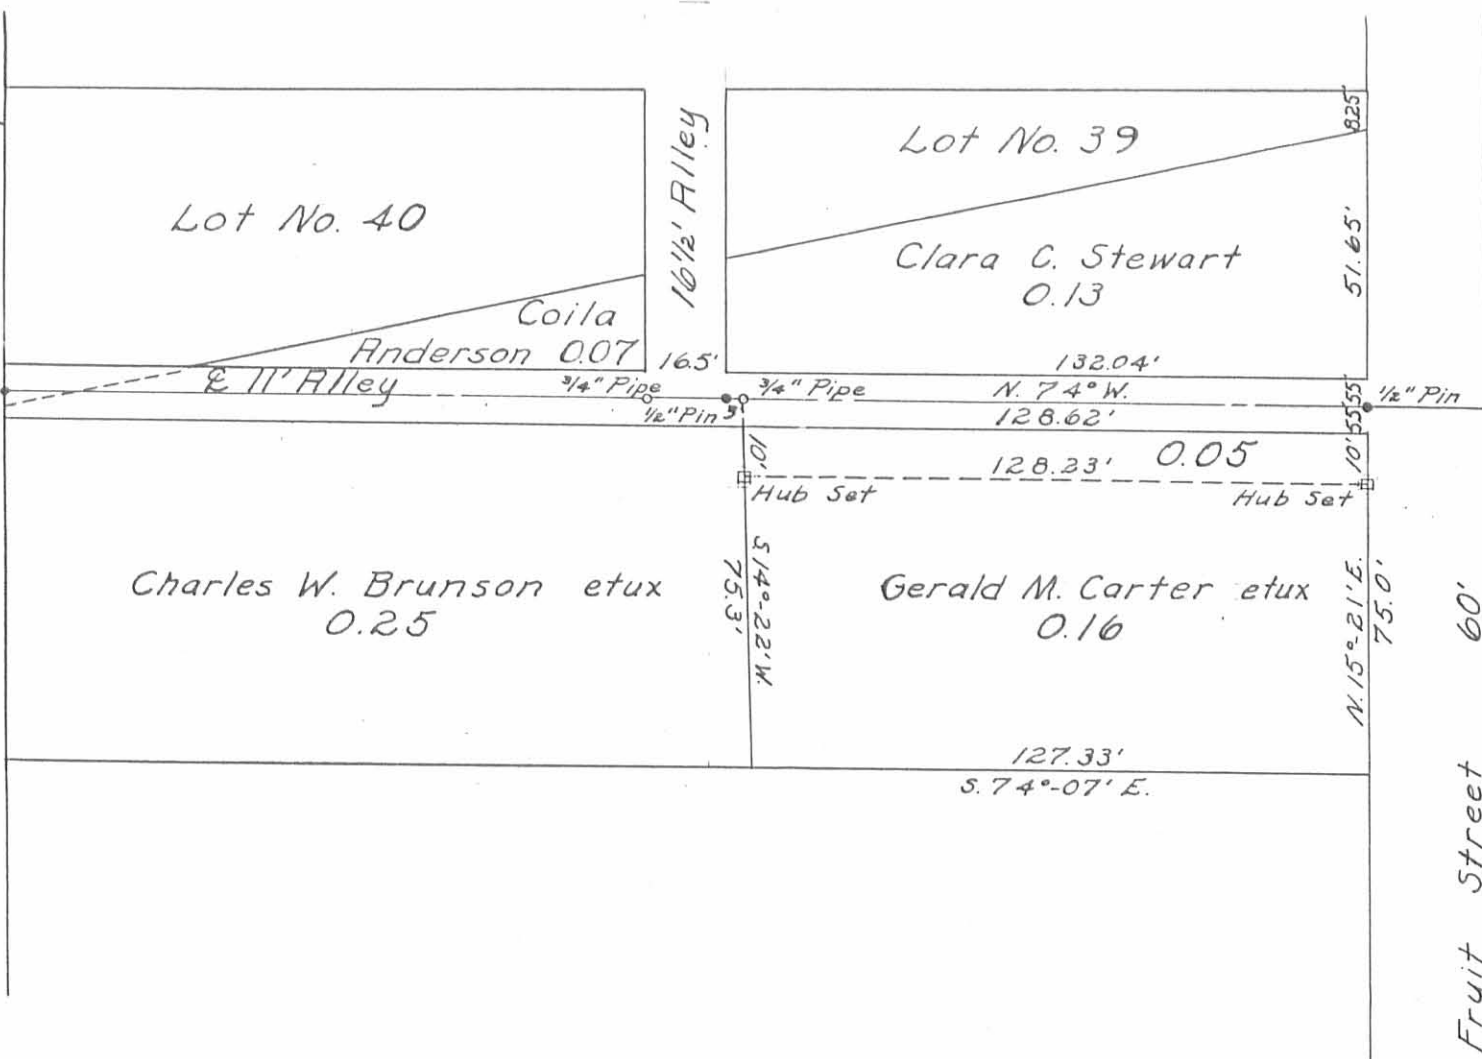 Lot No. 40
16½' Alley
Lot No. 39
8.25'
Clara C. Stewart
0.13
51.65'
Coila
Anderson 0.07
16.5'
132.04'
℄ 11' Alley
3/4" Pipe
3/4" Pipe
N. 74° W.
5.5'
1/2" Pin
1/2" Pin
128.62'
5.5'
10'
128.23'
0.05
10'
Hub Set
Hub Set
Charles W. Brunson etux
0.25
S 14°-22' W.
75.3'
Gerald M. Carter etux
0.16
N. 15°-21' E.
75.0'
127.33'
S. 74°-07' E.
Fruit Street 60'